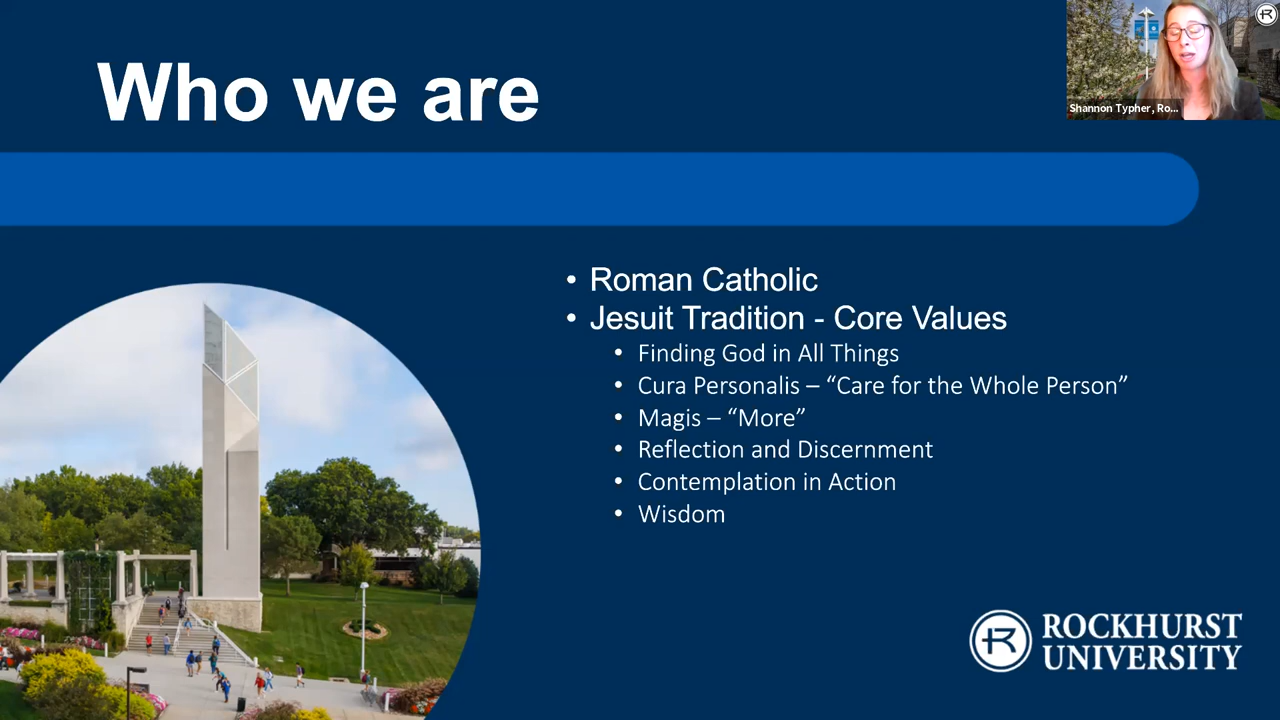 Who we are
Shannon Typher, Ro...
• Roman Catholic
• Jesuit Tradition - Core Values
• Finding God in All Things
• Cura Personalis – “Care for the Whole Person”
• Magis – “More”
• Reflection and Discernment
• Contemplation in Action
• Wisdom
ROCKHURST
UNIVERSITY